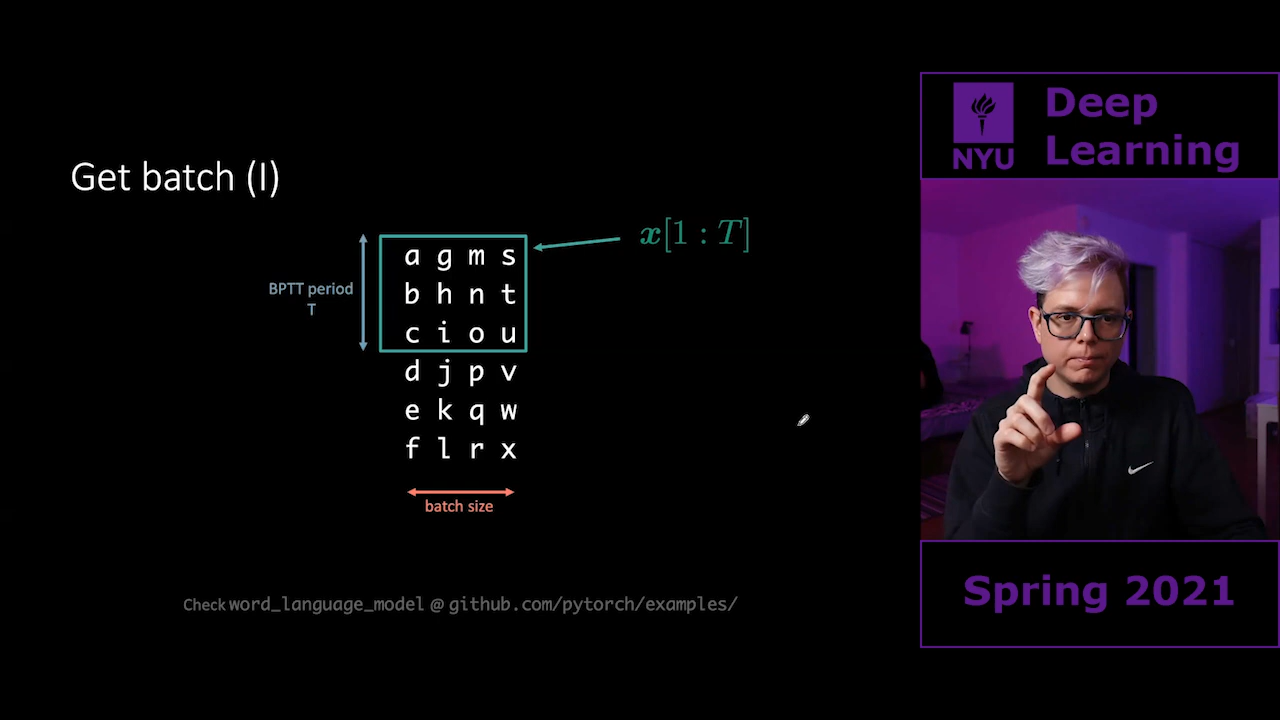 Get batch (I)
x[1 : T]
BPTT period
T
a g m s
b h n t
c i o u
d j p v
e k q w
f l r x
batch size
Check word_language_model @ github.com/pytorch/examples/
NYU
Deep
Learning
Spring 2021